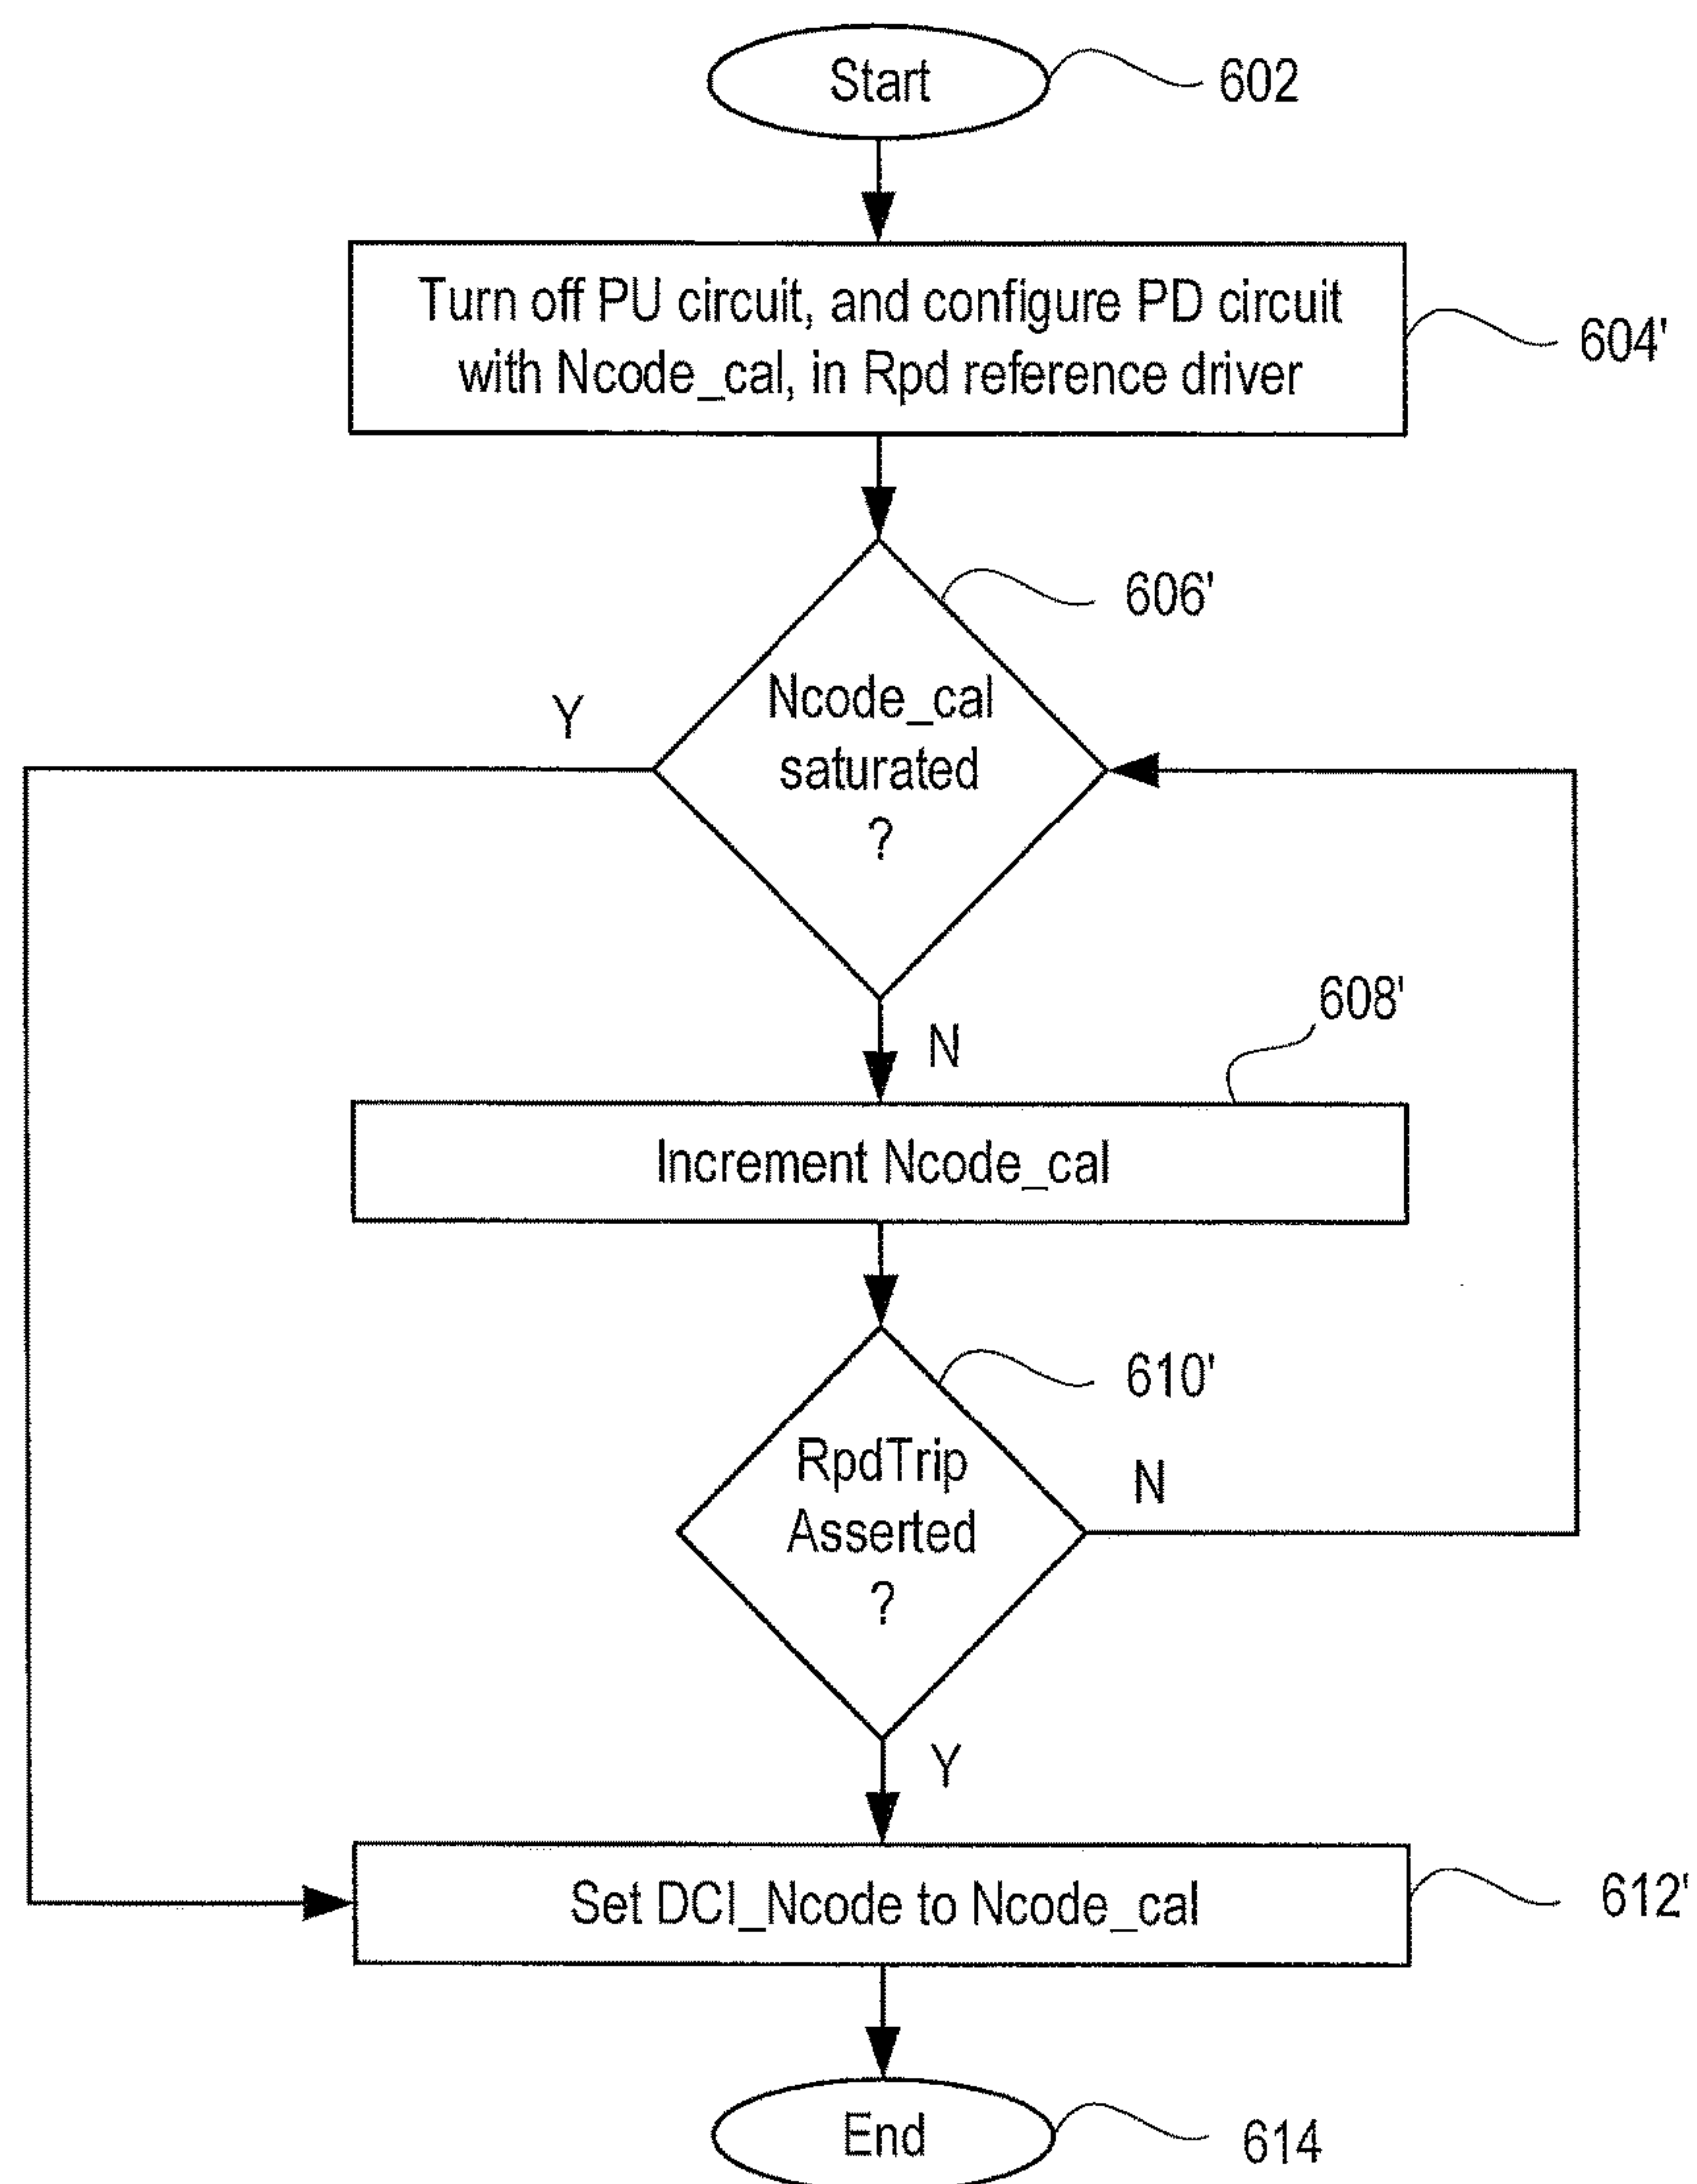 Start
602
Turn off PU circuit, and configure PD circuit
with Ncode_cal, in Rpd reference driver
604'
606'
Ncode_cal
saturated
?
Y
N
608'
Increment Ncode_cal
610'
RpdTrip
Asserted
?
N
Y
Set DCI_Ncode to Ncode_cal
612'
End
614